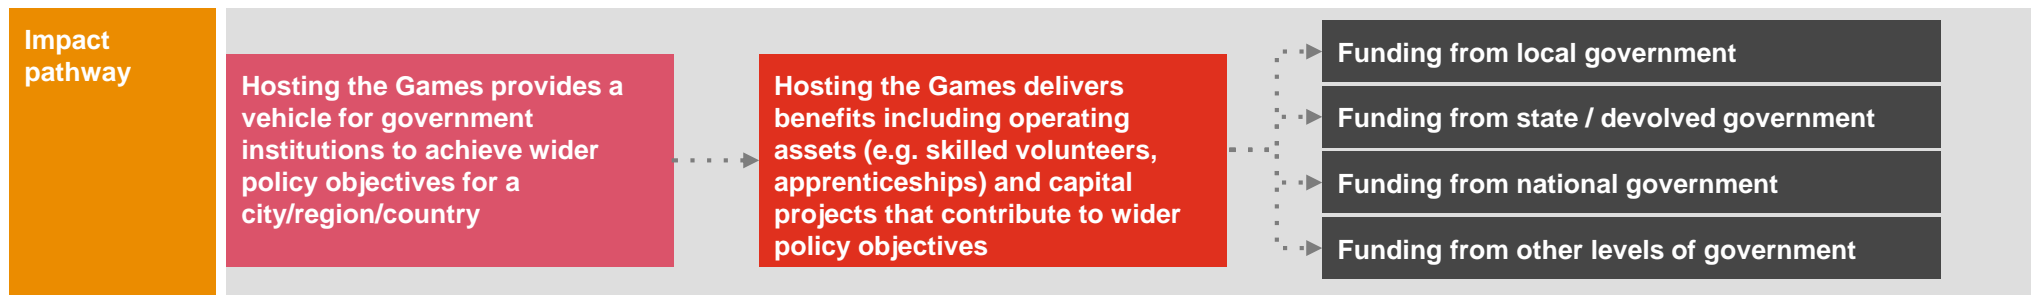 Impact
pathway
Hosting the Games provides a
vehicle for government
institutions to achieve wider
policy objectives for a
city/region/country
Hosting the Games delivers
benefits including operating
assets (e.g. skilled volunteers,
apprenticeships) and capital
projects that contribute to wider
policy objectives
Funding from local government
Funding from state / devolved government
Funding from national government
Funding from other levels of government